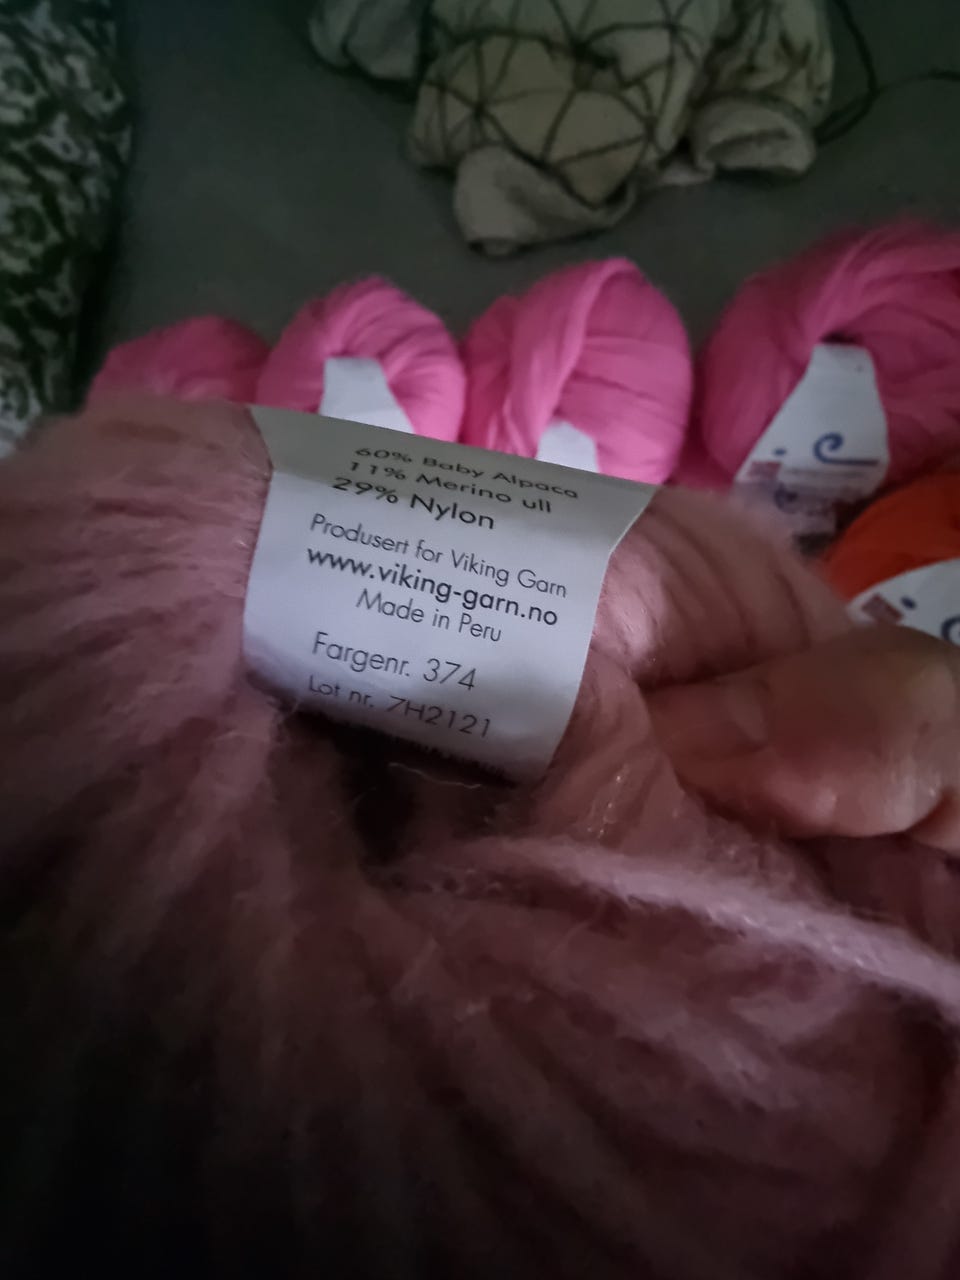 60% Baby Alpaca
11% Merino ull
29% Nylon
Produsert for Viking Garn
www.viking-garn.no
Made in Peru
Fargenr. 374
Lot nr. 7H2121